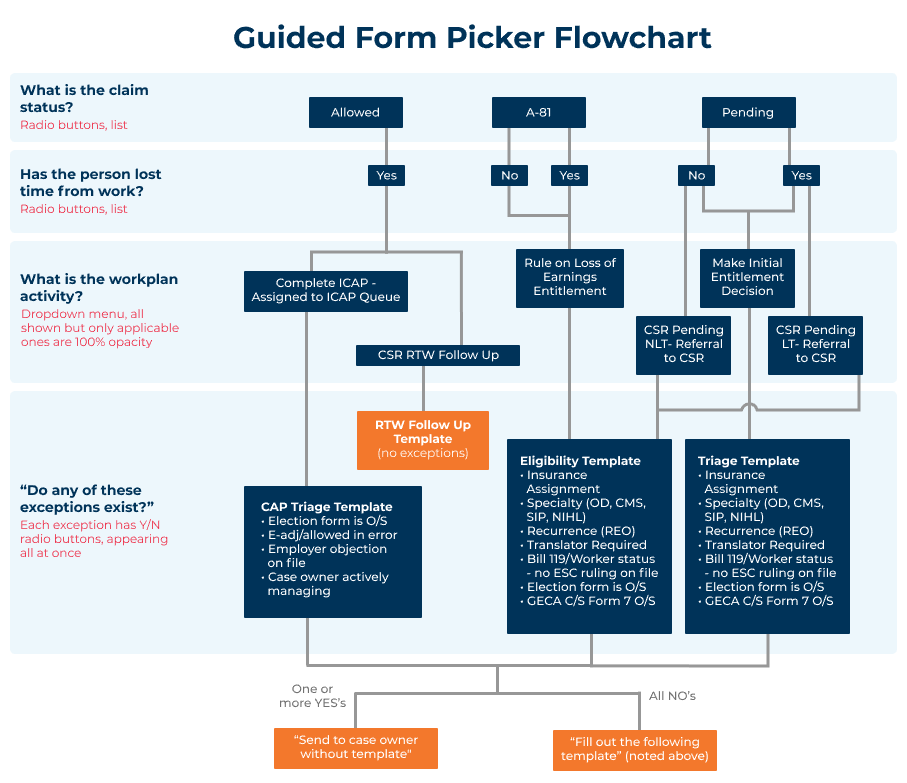 Guided Form Picker Flowchart
What is the claim
status?
Radio buttons, list
Allowed
A-81
Pending
Has the person lost
time from work?
Radio buttons, list
Yes
No
Yes
No
Yes
What is the workplan
activity?
Dropdown menu, all
shown but only applicable
ones are 100% opacity
Complete ICAP -
Assigned to ICAP Queue
CSR RTW Follow Up
Rule on Loss of
Earnings
Entitlement
Make Initial
Entitlement
Decision
CSR Pending
NLT- Referral
to CSR
CSR Pending
LT- Referral
to CSR
“Do any of these
exceptions exist?”
Each exception has Y/N
radio buttons, appearing
all at once
RTW Follow Up
Template
(no exceptions)
CAP Triage Template
• Election form is O/S
• E-adj/allowed in error
• Employer objection
on file
• Case owner actively
managing
Eligibility Template
• Insurance
Assignment
• Specialty (OD, CMS,
SIP, NIHL)
• Recurrence (REO)
• Translator Required
• Bill 119/Worker status
- no ESC ruling on file
• Election form is O/S
• GECA C/S Form 7 O/S
Triage Template
• Insurance
Assignment
• Specialty (OD, CMS,
SIP, NIHL)
• Recurrence (REO)
• Translator Required
• Bill 119/Worker status
- no ESC ruling on file
• Election form is O/S
• GECA C/S Form 7 O/S
One or
more YES’s
All NO’s
“Send to case owner
without template"
“Fill out the following
template” (noted above)